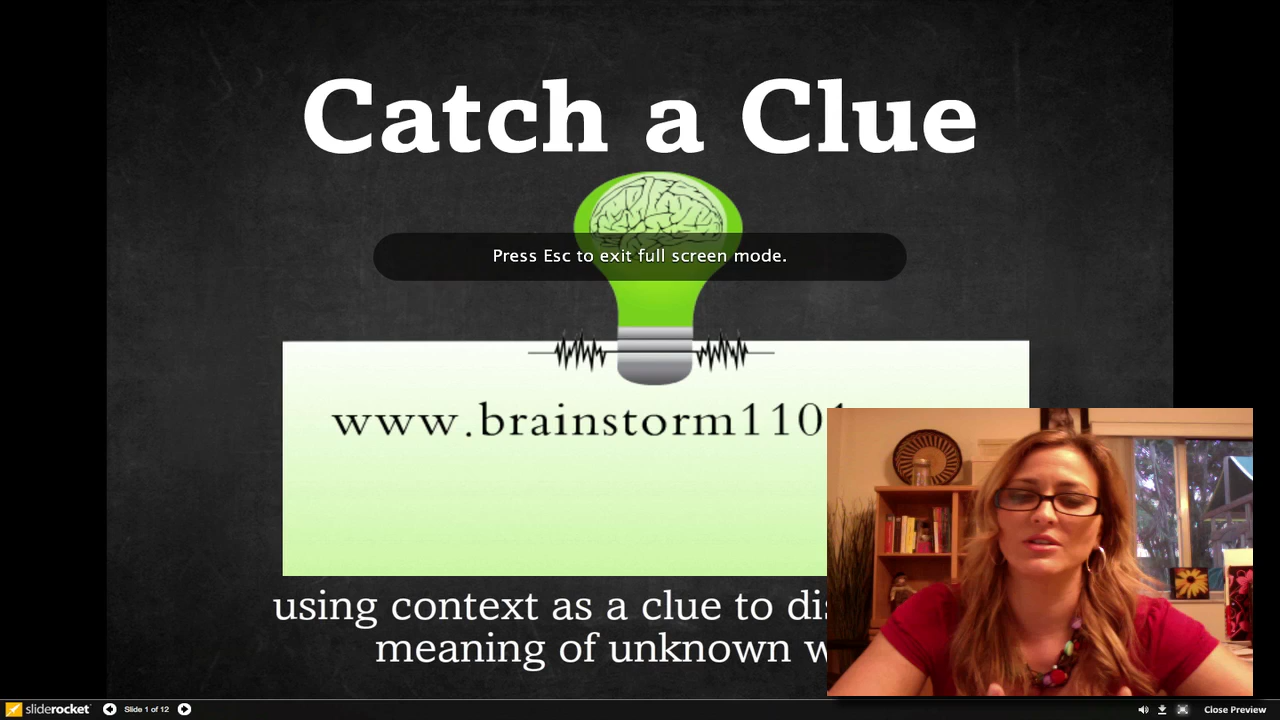 Catch a Clue
Press Esc to exit full screen mode.
www.brainstorm110
using context as a clue to
meaning of unknown
sliderocket
Slide 1 of 12
Close Preview